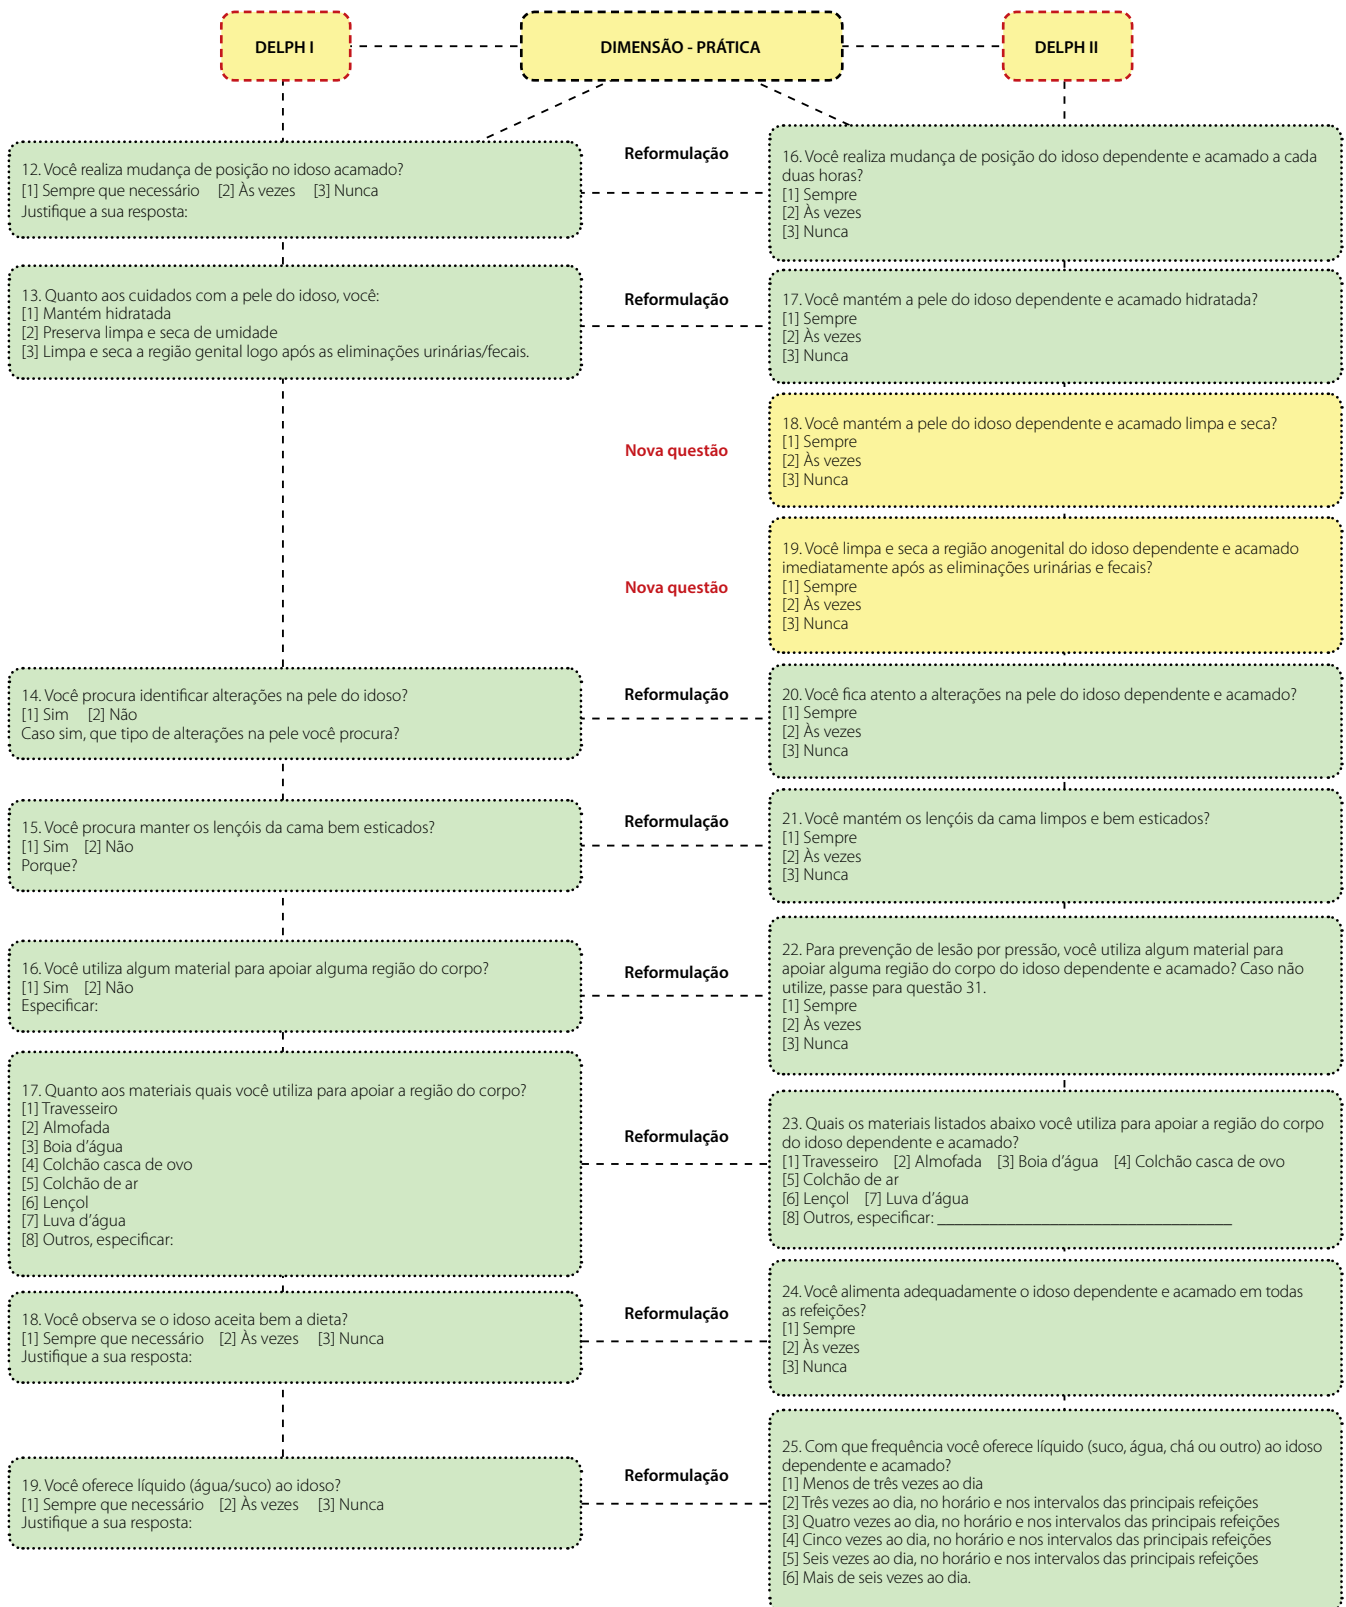 DELPH I
DIMENSÃO - PRÁTICA
DELPH II
12. Você realiza mudança de posição no idoso acamado?
[1] Sempre que necessário [2] Às vezes [3] Nunca
Justifique a sua resposta:
Reformulação
16. Você realiza mudança de posição do idoso dependente e acamado a cada
duas horas?
[1] Sempre
[2] Às vezes
[3] Nunca
13. Quanto aos cuidados com a pele do idoso, você:
[1] Mantém hidratada
[2] Preserva limpa e seca de umidade
[3] Limpa e seca a região genital logo após as eliminações urinárias/fecais.
Reformulação
17. Você mantém a pele do idoso dependente e acamado hidratada?
[1] Sempre
[2] Às vezes
[3] Nunca
Nova questão
18. Você mantém a pele do idoso dependente e acamado limpa e seca?
[1] Sempre
[2] Às vezes
[3] Nunca
Nova questão
19. Você limpa e seca a região anogenital do idoso dependente e acamado
imediatamente após as eliminações urinárias e fecais?
[1] Sempre
[2] Às vezes
[3] Nunca
14. Você procura identificar alterações na pele do idoso?
[1] Sim [2] Não
Caso sim, que tipo de alterações na pele você procura?
Reformulação
20. Você fica atento a alterações na pele do idoso dependente e acamado?
[1] Sempre
[2] Às vezes
[3] Nunca
15. Você procura manter os lençóis da cama bem esticados?
[1] Sim [2] Não
Porque?
Reformulação
21. Você mantém os lençóis da cama limpos e bem esticados?
[1] Sempre
[2] Às vezes
[3] Nunca
16. Você utiliza algum material para apoiar alguma região do corpo?
[1] Sim [2] Não
Especificar:
Reformulação
22. Para prevenção de lesão por pressão, você utiliza algum material para
apoiar alguma região do corpo do idoso dependente e acamado? Caso não
utilize, passe para questão 31.
[1] Sempre
[2] Às vezes
[3] Nunca
17. Quanto aos materiais quais você utiliza para apoiar a região do corpo?
[1] Travesseiro
[2] Almofada
[3] Boia d'água
[4] Colchão casca de ovo
[5] Colchão de ar
[6] Lençol
[7] Luva d'água
[8] Outros, especificar:
Reformulação
23. Quais os materiais listados abaixo você utiliza para apoiar a região do corpo
do idoso dependente e acamado?
[1] Travesseiro [2] Almofada [3] Boia d'água [4] Colchão casca de ovo
[5] Colchão de ar
[6] Lençol [7] Luva d'água
[8] Outros, especificar: ___________________________________
18. Você observa se o idoso aceita bem a dieta?
[1] Sempre que necessário [2] Às vezes [3] Nunca
Justifique a sua resposta:
Reformulação
24. Você alimenta adequadamente o idoso dependente e acamado em todas
as refeições?
[1] Sempre
[2] Às vezes
[3] Nunca
19. Você oferece líquido (água/suco) ao idoso?
[1] Sempre que necessário [2] Às vezes [3] Nunca
Justifique a sua resposta:
Reformulação
25. Com que frequência você oferece líquido (suco, água, chá ou outro) ao idoso
dependente e acamado?
[1] Menos de três vezes ao dia
[2] Três vezes ao dia, no horário e nos intervalos das principais refeições
[3] Quatro vezes ao dia, no horário e nos intervalos das principais refeições
[4] Cinco vezes ao dia, no horário e nos intervalos das principais refeições
[5] Seis vezes ao dia, no horário e nos intervalos das principais refeições
[6] Mais de seis vezes ao dia.